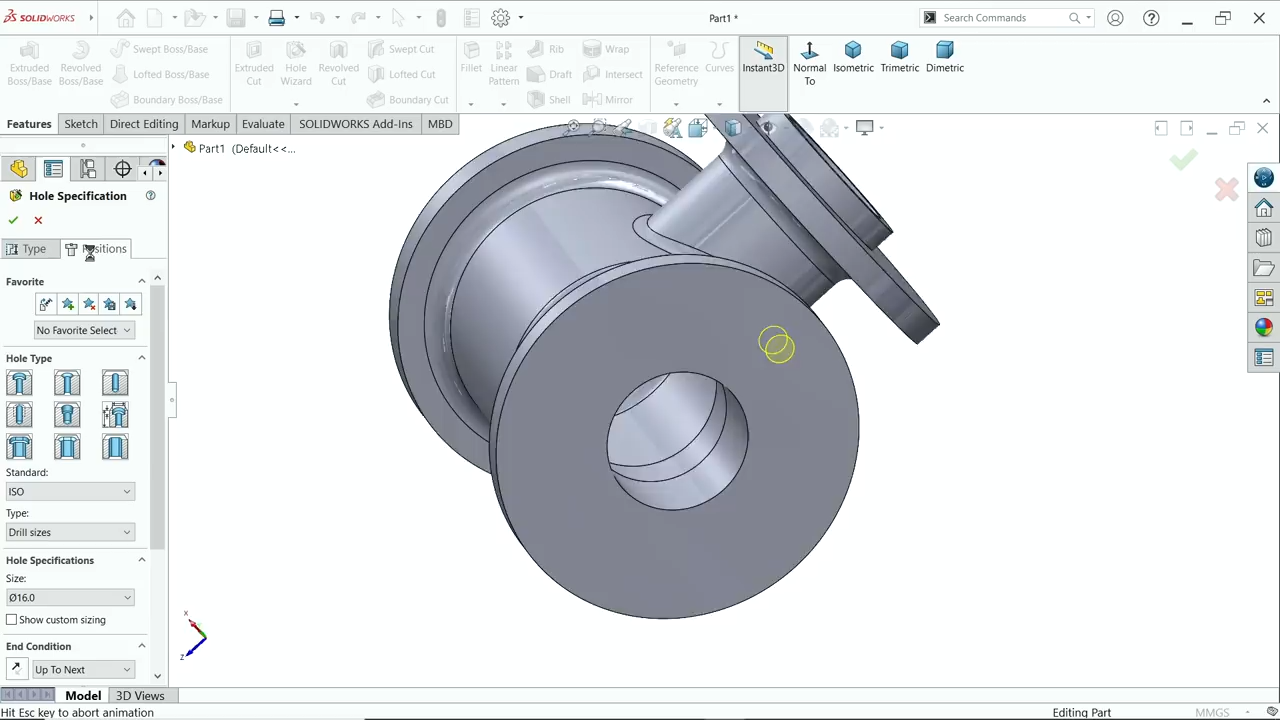 SOLIDWORKS
Part1 *
Search Commands
Extruded Boss/Base
Revolved Boss/Base
Swept Boss/Base
Lofted Boss/Base
Boundary Boss/Base
Extruded Cut
Hole Wizard
Revolved Cut
Swept Cut
Lofted Cut
Boundary Cut
Fillet
Linear Pattern
Rib
Draft
Shell
Wrap
Intersect
Mirror
Reference Geometry
Curves
Instant3D
Normal To
Isometric
Trimetric
Dimetric
Features
Sketch
Direct Editing
Markup
Evaluate
SOLIDWORKS Add-Ins
MBD
Part1 (Default<<...
Hole Specification
Type
Favorite
No Favorite Select
Hole Type
Standard:
ISO
Type:
Drill sizes
Hole Specifications
Size:
Ø16.0
Show custom sizing
End Condition
Up To Next
x
z
Model
3D Views
Hit Esc key to abort animation
Editing Part
MMGS